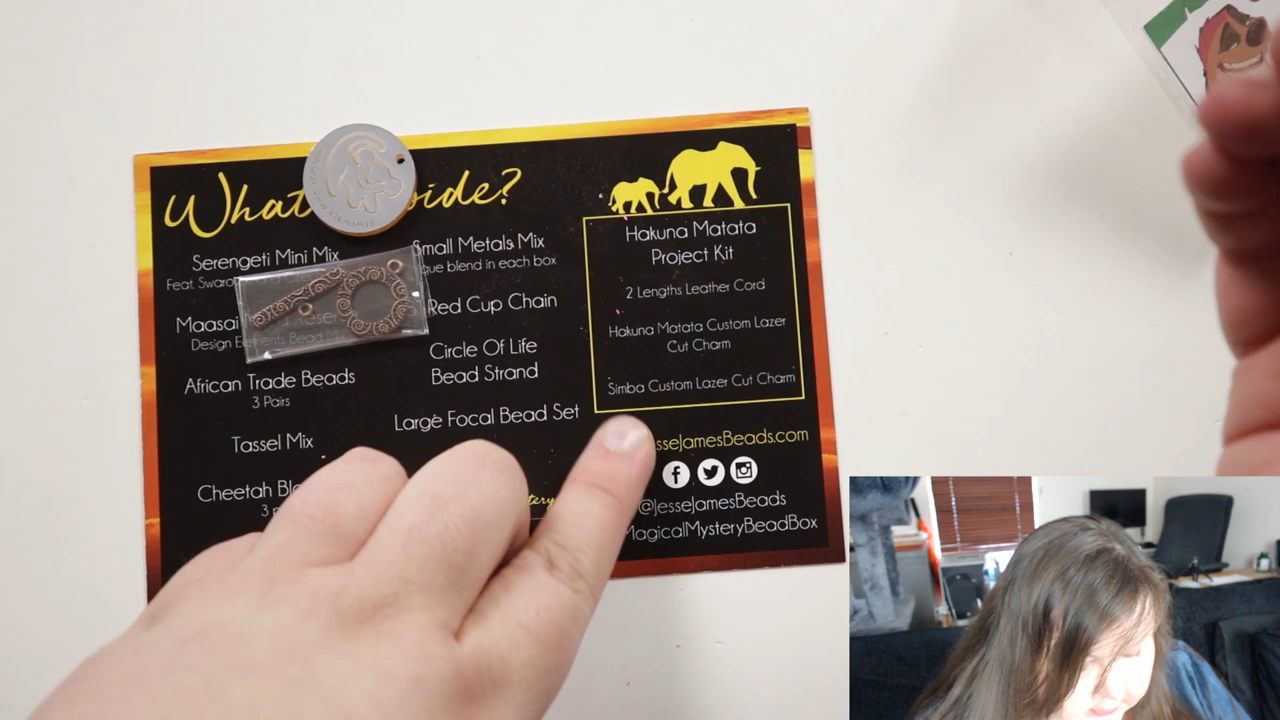 What
ide?
Serengeti Mini Mix
Feat.
Maasai
Design Elements Bead
African Trade Beads
3 Pairs
Tassel Mix
Cheetah
3
Small Metals Mix
que blend in each box
Red Cup Chain
Circle Of Life
Bead Strand
Large Focal Bead Set
Hakuna Matata
Project Kit
2 Lengths Leather Cord
Hakuna Matata Custom Lazer
Cut Charm
Simba Custom Lazer Cut Charm
sseJamesBeads.com
@JesseJamesBeads
MagicalMysteryBeadBox